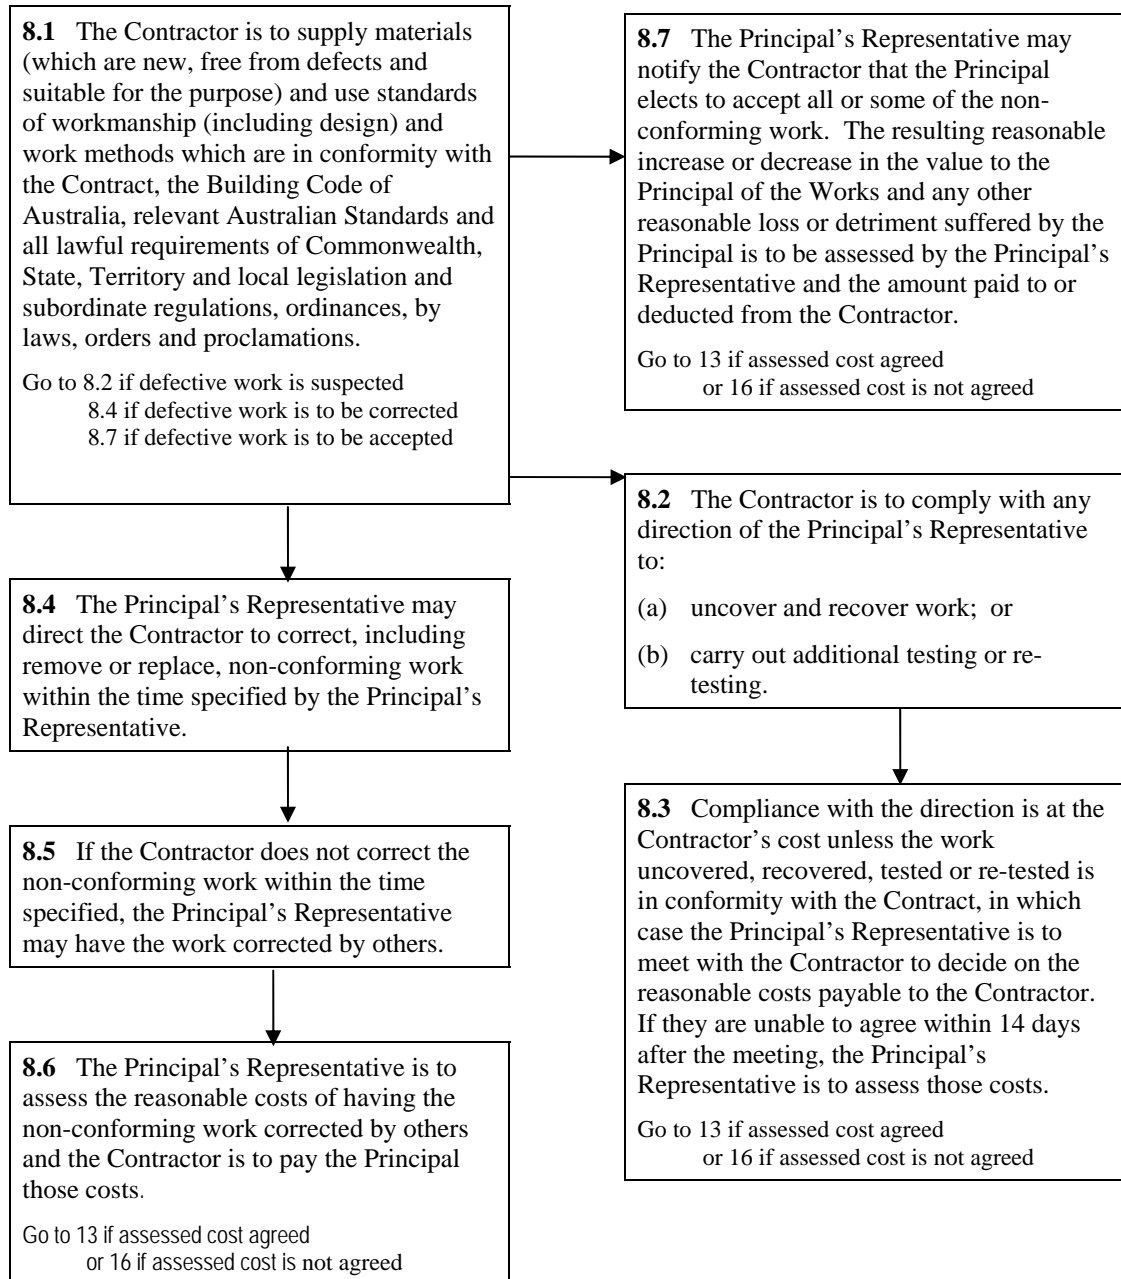 8.1 The Contractor is to supply materials
(which are new, free from defects and
suitable for the purpose) and use standards
of workmanship (including design) and
work methods which are in conformity with
the Contract, the Building Code of
Australia, relevant Australian Standards and
all lawful requirements of Commonwealth,
State, Territory and local legislation and
subordinate regulations, ordinances, by
laws, orders and proclamations.
Go to 8.2 if defective work is suspected
8.4 if defective work is to be corrected
8.7 if defective work is to be accepted
8.4 The Principal's Representative may
direct the Contractor to correct, including
remove or replace, non-conforming work
within the time specified by the Principal's
Representative.
8.5 If the Contractor does not correct the
non-conforming work within the time
specified, the Principal's Representative
may have the work corrected by others.
8.6 The Principal's Representative is to
assess the reasonable costs of having the
non-conforming work corrected by others
and the Contractor is to pay the Principal
those costs.
Go to 13 if assessed cost agreed
or 16 if assessed cost is not agreed
8.7 The Principal's Representative may
notify the Contractor that the Principal
elects to accept all or some of the non-
conforming work. The resulting reasonable
increase or decrease in the value to the
Principal of the Works and any other
reasonable loss or detriment suffered by the
Principal is to be assessed by the Principal's
Representative and the amount paid to or
deducted from the Contractor.
Go to 13 if assessed cost agreed
or 16 if assessed cost is not agreed
8.2 The Contractor is to comply with any
direction of the Principal's Representative
to:
(a) uncover and recover work; or
(b) carry out additional testing or re-
testing.
8.3 Compliance with the direction is at the
Contractor's cost unless the work
uncovered, recovered, tested or re-tested is
in conformity with the Contract, in which
case the Principal's Representative is to
meet with the Contractor to decide on the
reasonable costs payable to the Contractor.
If they are unable to agree within 14 days
after the meeting, the Principal's
Representative is to assess those costs.
Go to 13 if assessed cost agreed
or 16 if assessed cost is not agreed